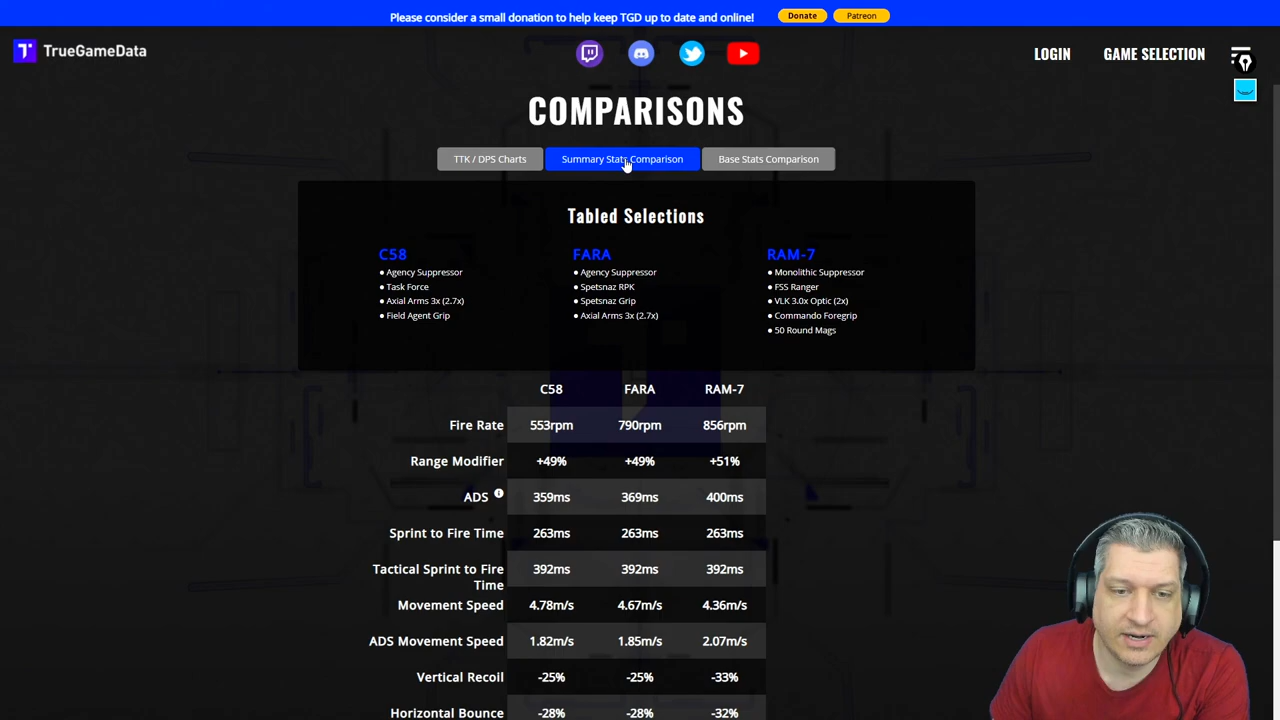 Please consider a small donation to help keep TGD up to date and online!
Donate
Patreon
TrueGameData
LOGIN
GAME SELECTION
COMPARISONS
TTK / DPS Charts
Summary Stats Comparison
Base Stats Comparison
Tabled Selections
C58
• Agency Suppressor
• Task Force
• Axial Arms 3x (2.7x)
• Field Agent Grip
FARA
• Agency Suppressor
• Spetsnaz RPK
• Spetsnaz Grip
• Axial Arms 3x (2.7x)
RAM-7
• Monolithic Suppressor
• FSS Ranger
• VLK 3.0x Optic (2x)
• Commando Foregrip
• 50 Round Mags
C58 FARA RAM-7
Fire Rate 553rpm 790rpm 856rpm
Range Modifier +49% +49% +51%
ADS 359ms 369ms 400ms
Sprint to Fire Time 263ms 263ms 263ms
Tactical Sprint to Fire 392ms 392ms 392ms
Time
Movement Speed 4.78m/s 4.67m/s 4.36m/s
ADS Movement Speed 1.82m/s 1.85m/s 2.07m/s
Vertical Recoil -25% -25% -33%
Horizontal Bounce -28% -28% -32%